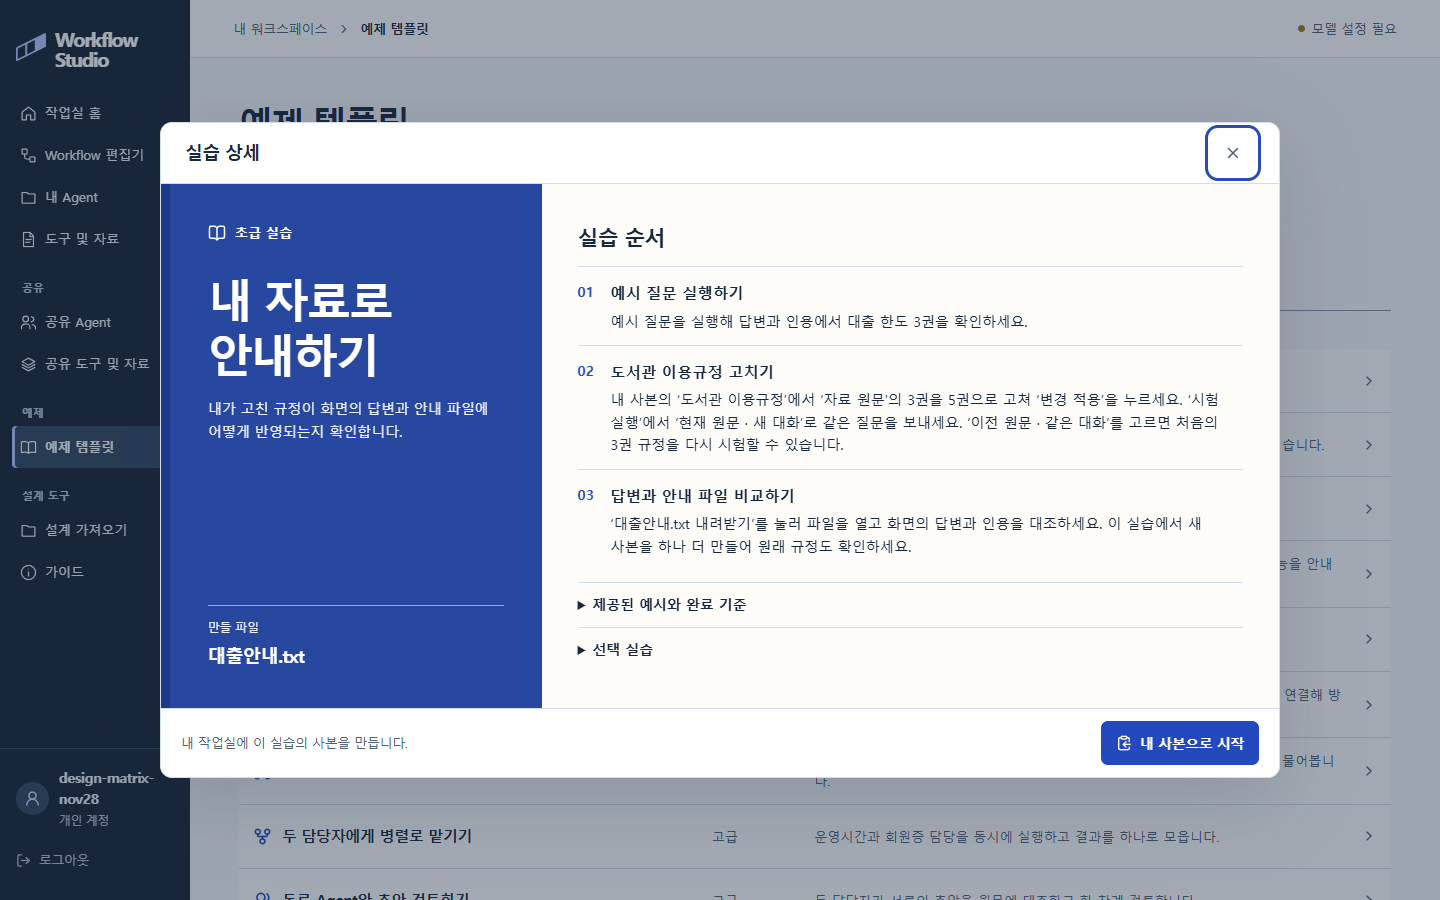 Workflow
Studio
작업실 홈
Workflow 편집기
내 Agent
도구 및 자료
공유
공유 Agent
공유 도구 및 자료
예제
예제 템플릿
설계 도구
설계 가져오기
가이드
design-matrix-
nov28
개인 계정
로그아웃
내 워크스페이스 > 예제 템플릿
모델 설정 필요
예제 템플릿
실습 상세
초급 실습
내 자료로
안내하기
내가 고친 규정이 화면의 답변과 안내 파일에
어떻게 반영되는지 확인합니다.
만들 파일
대출안내.txt
실습 순서
01 예시 질문 실행하기
예시 질문을 실행해 답변과 인용에서 대출 한도 3권을 확인하세요.
02 도서관 이용규정 고치기
내 사본의 ‘도서관 이용규정’에서 ‘자료 원문’의 3권을 5권으로 고쳐 ‘변경 적용’을 누르세요. ‘시험
실행’에서 ‘현재 원문 · 새 대화’로 같은 질문을 보내세요. ‘이전 원문 · 같은 대화’를 고르면 처음의
3권 규정을 다시 시험할 수 있습니다.
03 답변과 안내 파일 비교하기
‘대출안내.txt 내려받기’를 눌러 파일을 열고 화면의 답변과 인용을 대조하세요. 이 실습에서 새
사본을 하나 더 만들어 원래 규정도 확인하세요.
▶ 제공된 예시와 완료 기준
▶ 선택 실습
내 작업실에 이 실습의 사본을 만듭니다.
내 사본으로 시작
습니다.
능을 안내
연결해 방
물어봅니
다.
두 담당자에게 병렬로 맡기기 고급 운영시간과 회원증 담당을 동시에 실행하고 결과를 하나로 모읍니다.